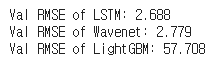 Val RMSE of LSTM: 2.688
Val RMSE of Wavenet: 2.779
Val RMSE of LightGBM: 57.708